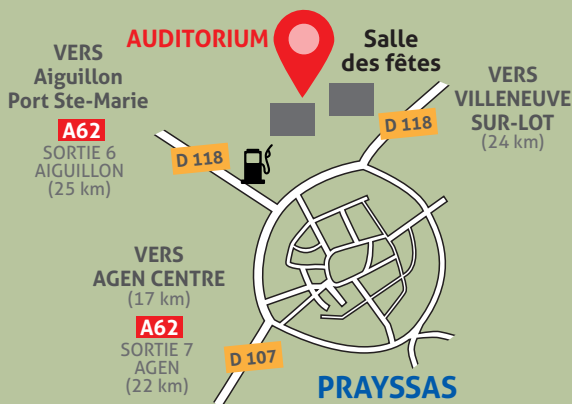 AUDITORIUM
Salle
des fêtes
VERS
Aiguillon
Port Ste-Marie
A62
SORTIE 6
AIGUILLON
(25 km)
D 118
D 118
VERS
VILLENEUVE
SUR-LOT
(24 km)
VERS
AGEN CENTRE
(17 km)
A62
SORTIE 7
AGEN
(22 km)
D 107
PRAYSSAS